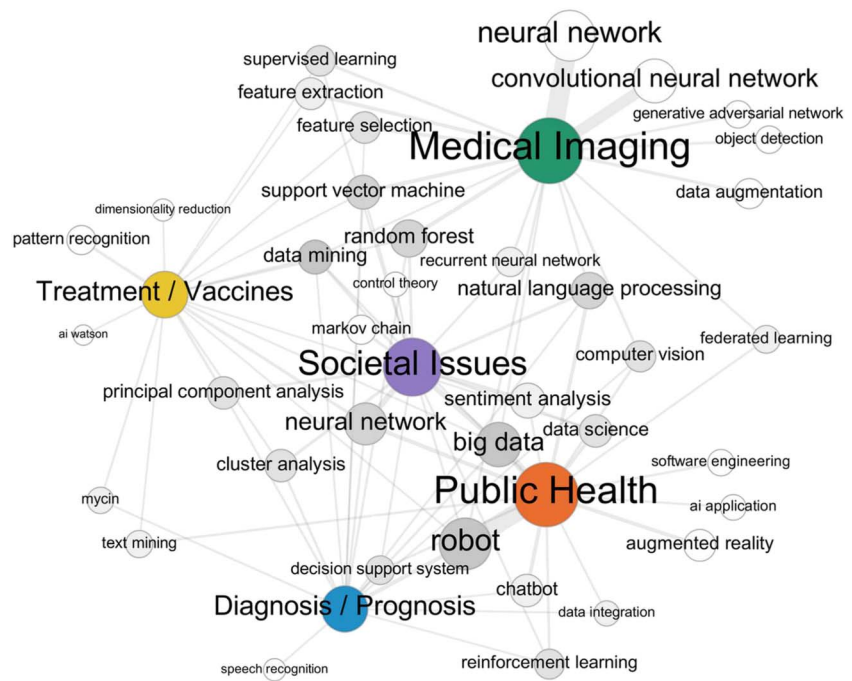 neural nework
supervised learning
convolutional neural network
feature extraction
generative adversarial network
feature selection
object detection
Medical Imaging
support vector machine
data augmentation
dimensionality reduction
pattern recognition
random forest
data mining
recurrent neural network
control theory
Treatment / Vaccines
natural language processing
ai watson
markov chain
federated learning
Societal Issues
computer vision
principal component analysis
sentiment analysis
neural network
data science
big data
cluster analysis
software engineering
Public Health
mycin
ai application
robot
text mining
augmented reality
decision support system
chatbot
Diagnosis / Prognosis
data integration
speech recognition
reinforcement learning